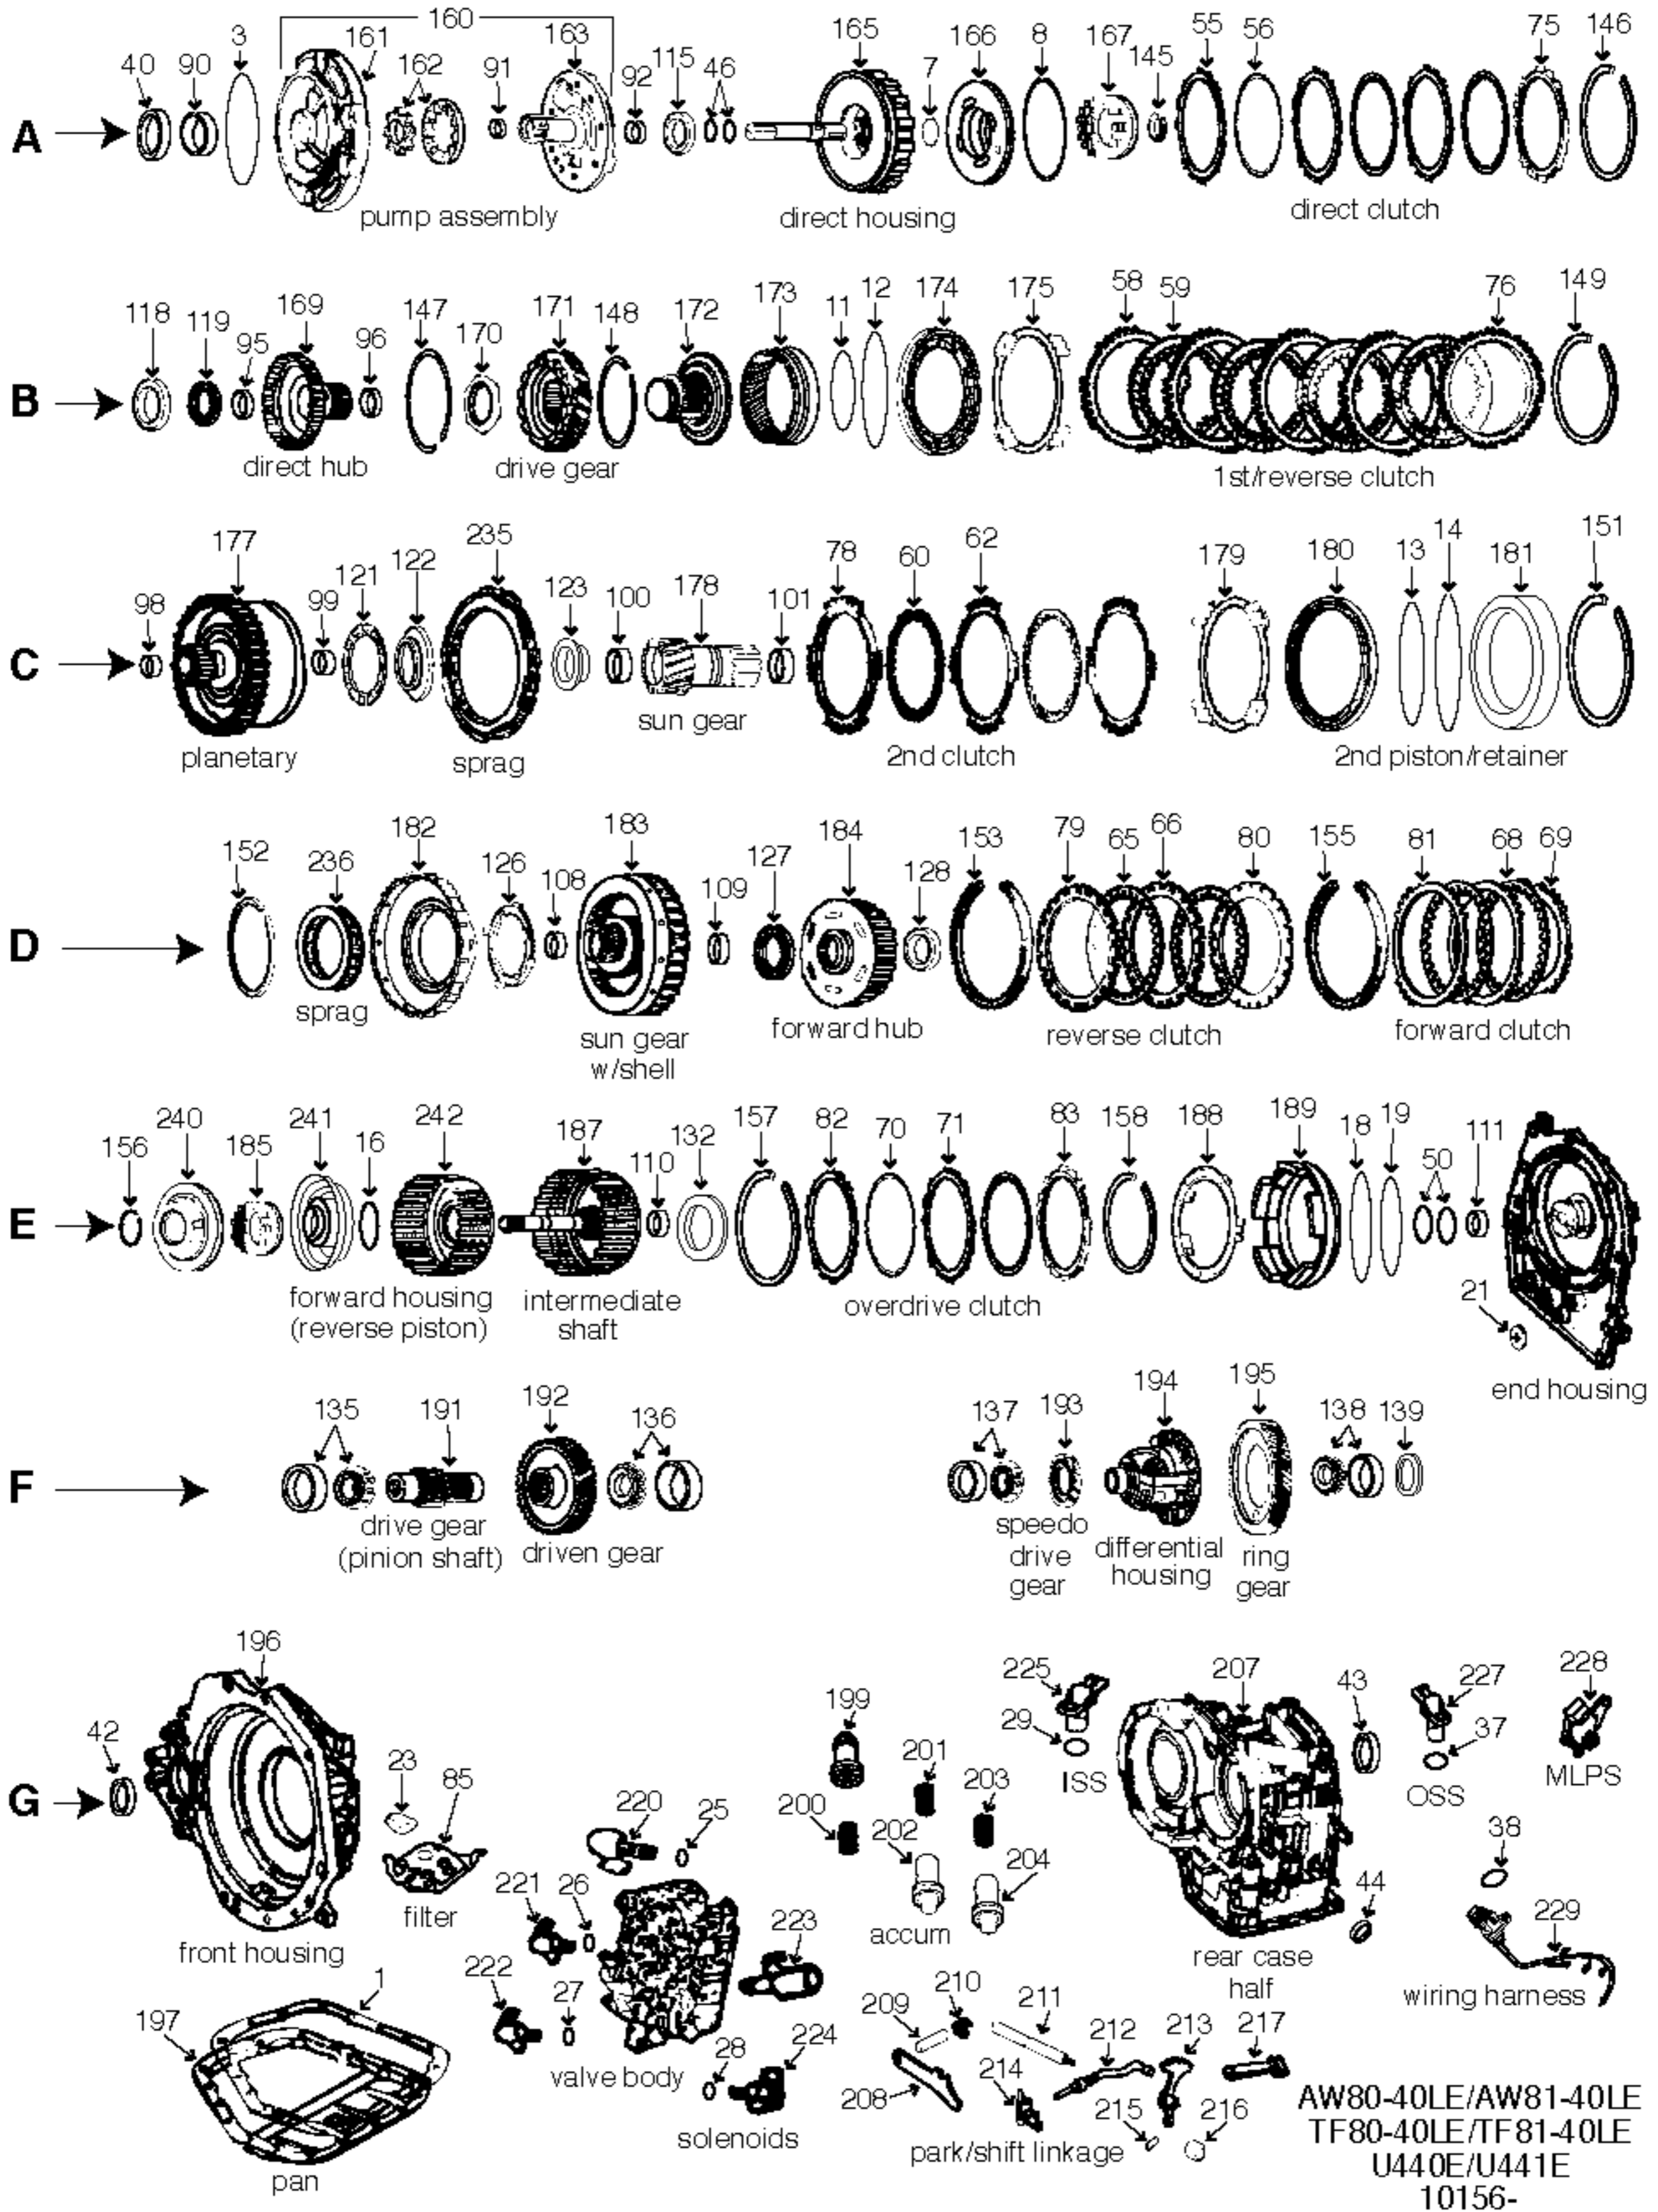 160
40 90 3 161 162 91 163 92 115 46 165 7 166 8 167 145 55 56 75 146
A
pump assembly direct housing direct clutch
118 119 95 169 96 147 170 171 148 172 173 11 12 174 175 58 59 76 149
B
direct hub drive gear 1st/reverse clutch
98 177 99 121 122 235 123 100 178 101 78 60 62 179 180 13 14 181 151
C
planetary sprag sun gear 2nd clutch 2nd piston/retainer
152 236 182 126 108 183 109 127 184 128 153 79 65 66 80 155 81 68 69
D
sprag sun gear forward hub reverse clutch forward clutch
w/shell
156 240 185 241 16 242 187 110 132 157 82 70 71 83 158 188 189 18 19 50 111
E
21
forward housing intermediate overdrive clutch
(reverse piston) shaft
end housing
135 191 192 136 137 193 194 195 138 139
F
drive gear driven gear speedo differential ring
(pinion shaft) drive housing gear
gear
196 199 225 207 43 227 228
42 23 85 201 203 29 37
G
ISS OSS MLPS
220 25 200 202 204 38
221 26 223 44 229
filter accum
front housing rear case
half
wiring harness
222 27 210 211
1 197 209 212 213 217
28 224 208 214 215 216
valve body
solenoids park/shift linkage
pan
AW80-40LE/AW81-40LE
TF80-40LE/TF81-40LE
U440E/U441E
10156-